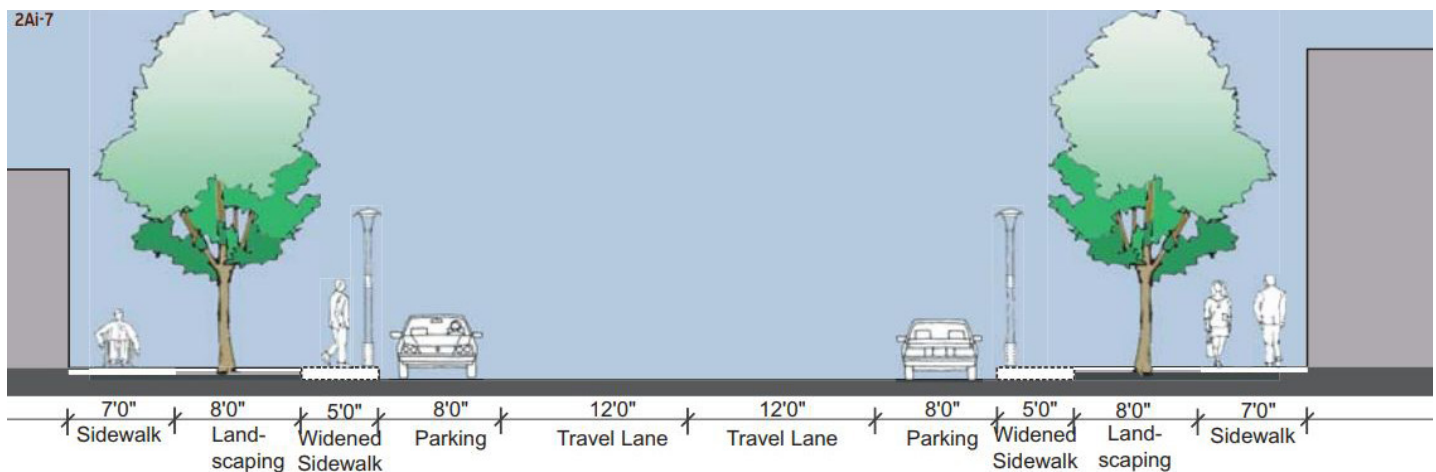 2Ai-7
7'0" 8'0" 5'0" 8'0" 12'0" 12'0" 8'0" 5'0" 8'0" 7'0"
Sidewalk Land- Widened Parking Travel Lane Travel Lane Parking Widened Land- Sidewalk
scaping Sidewalk Sidewalk scaping